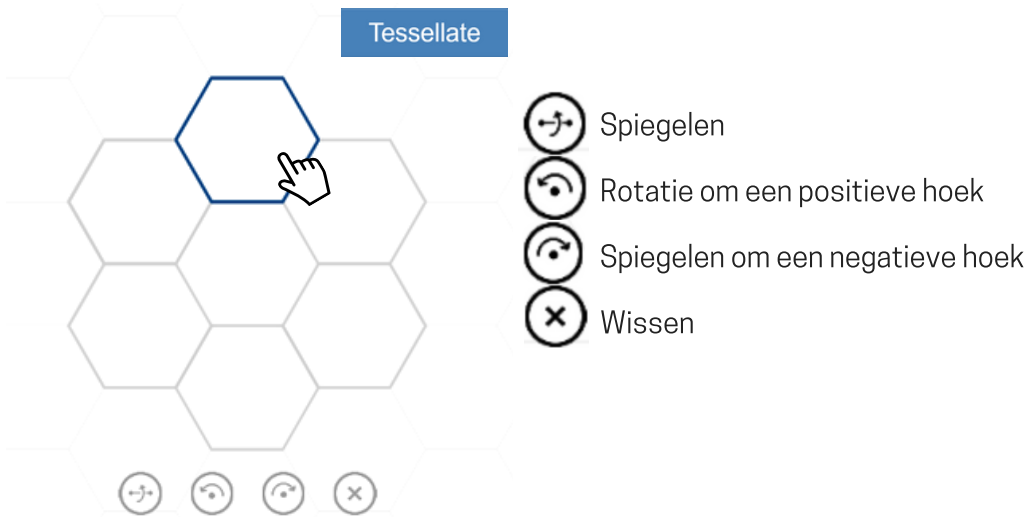 Tessellate
Spiegelen
Rotatie om een positieve hoek
Spiegelen om een negatieve hoek
Wissen